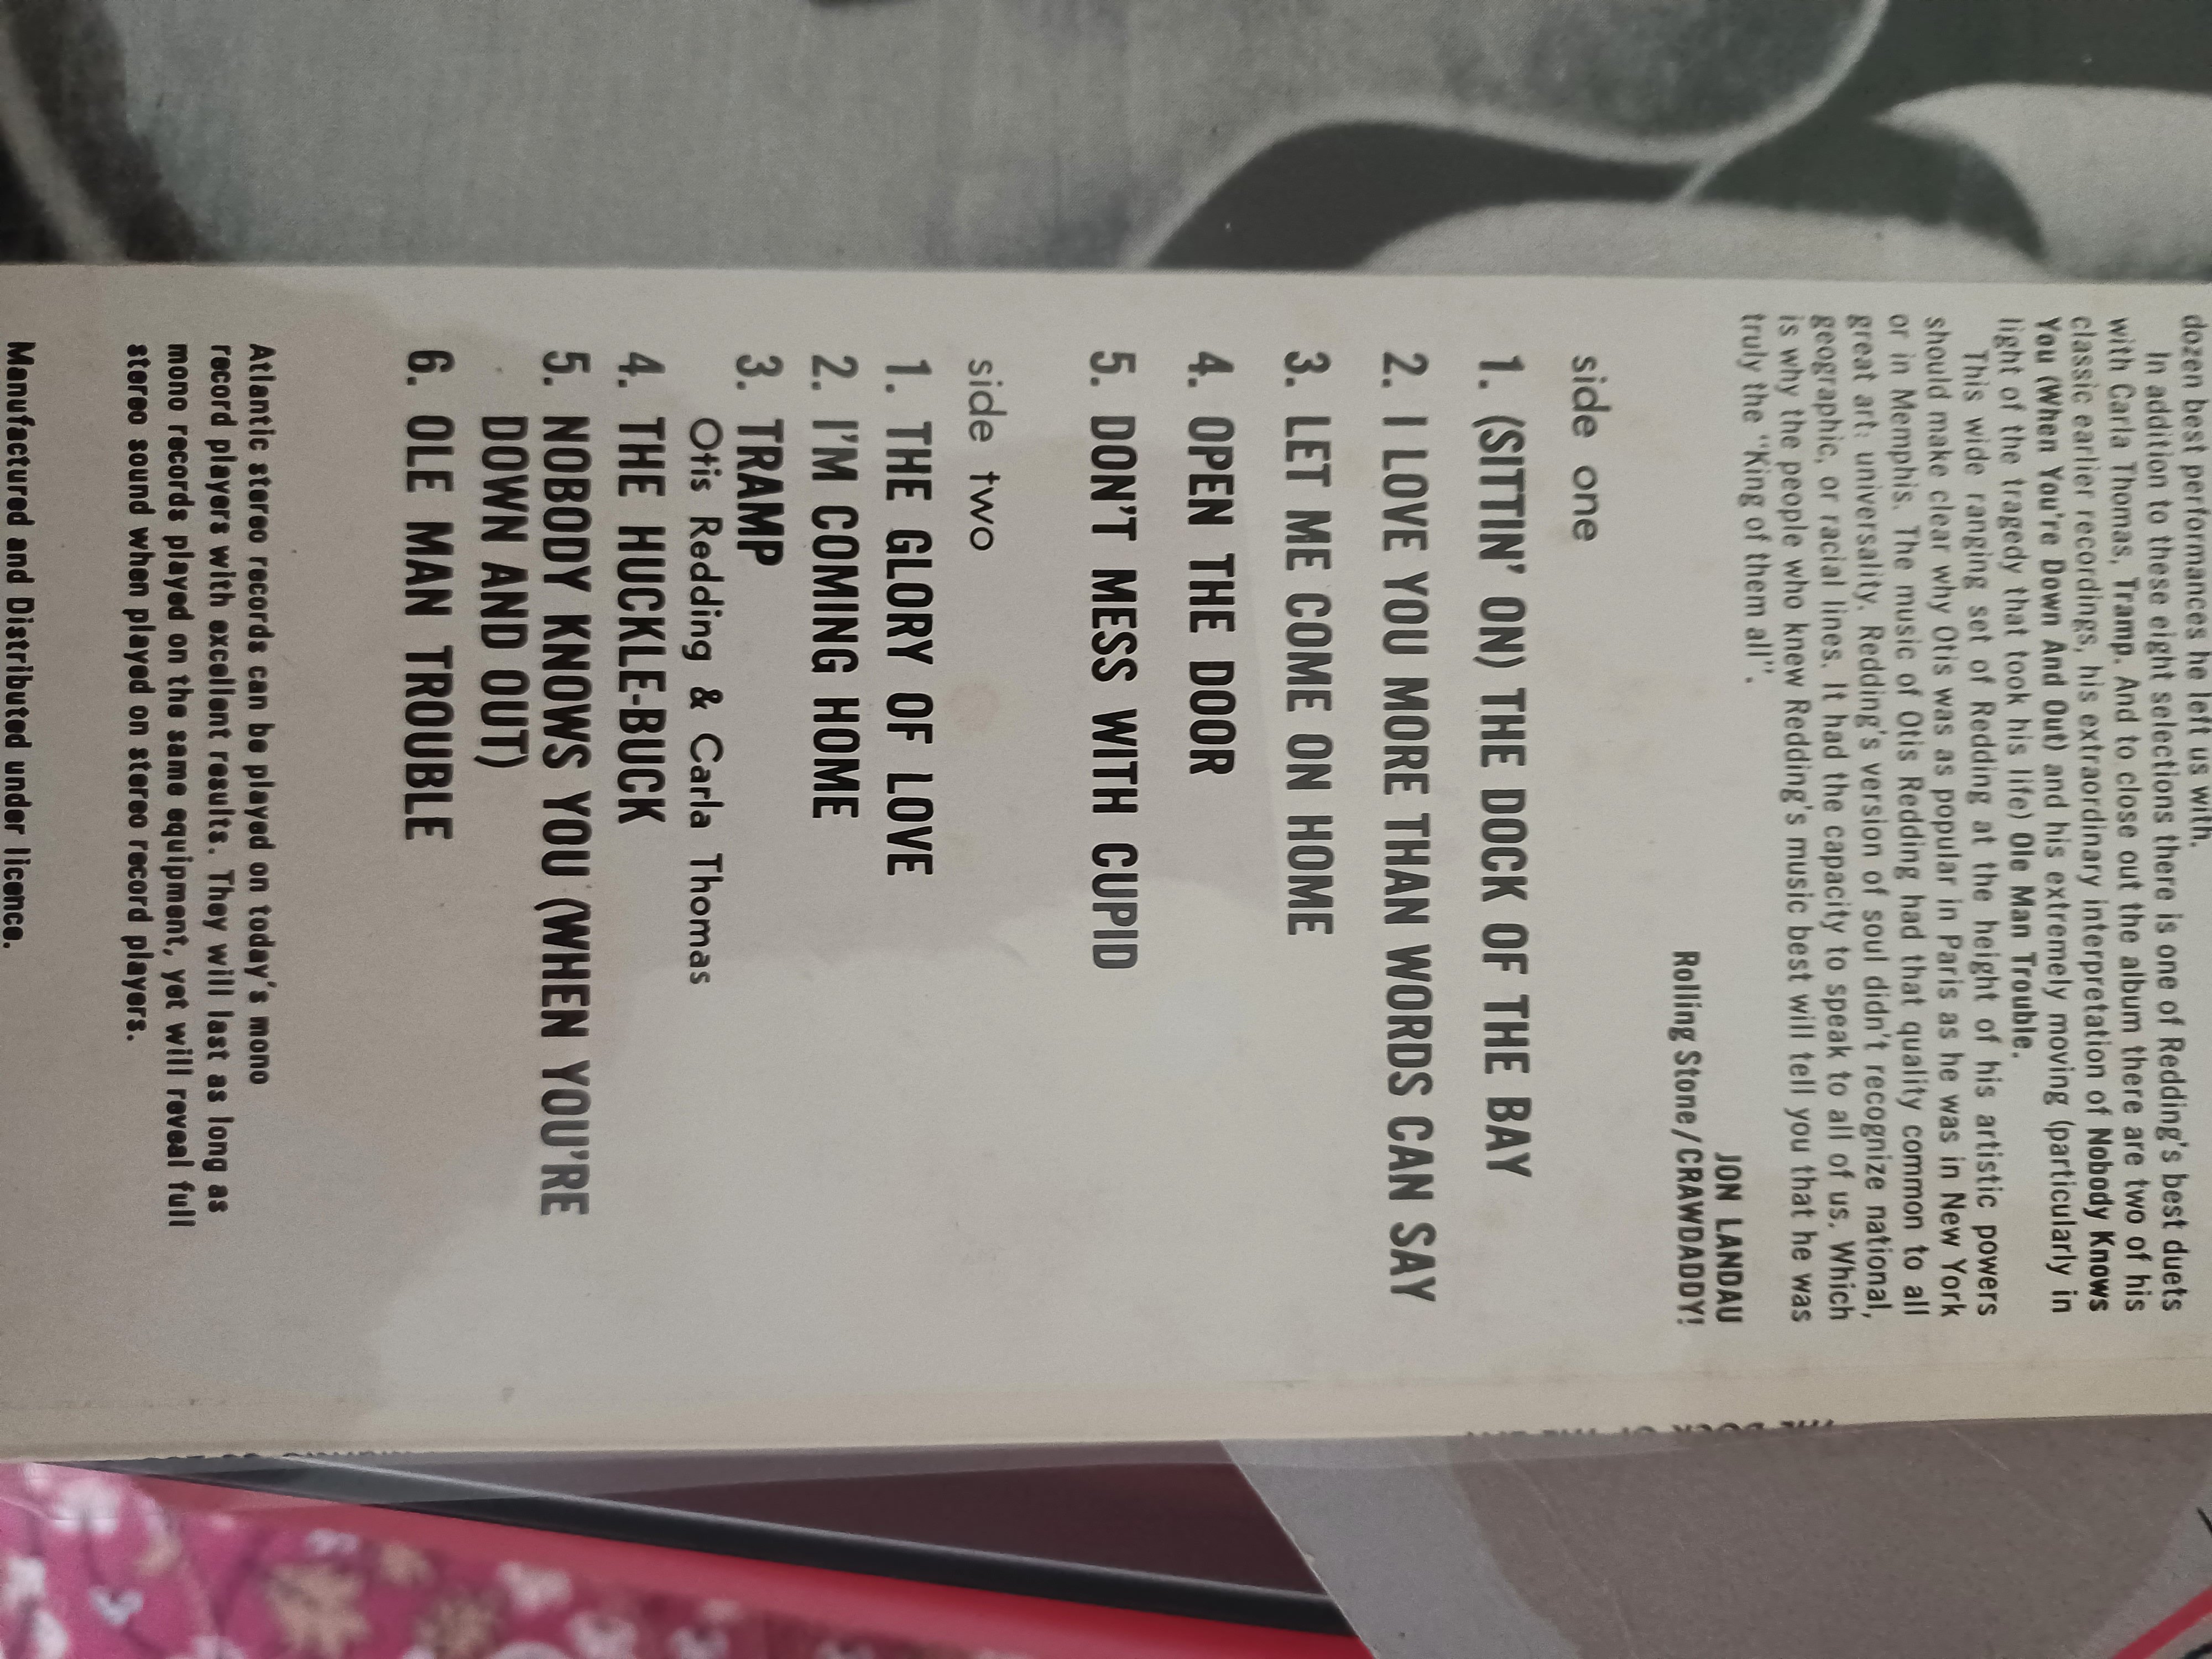 dozen best performances he left us with.
In addition to these eight selections there is one of Redding's best duets
with Carla Thomas, Tramp. And to close out the album there are two of his
classic earlier recordings, his extraordinary interpretation of Nobody Knows
You (When You're Down And Out) and his extremely moving (particularly in
light of the tragedy that took his life) Ole Man Trouble.
This wide ranging set of Redding at the height of his artistic powers
should make clear why Otis was as popular in Paris as he was in New York
or in Memphis. The music of Otis Redding had that quality common to all
great art: universality. Redding's version of soul didn't recognize national,
geographic, or racial lines. It had the capacity to speak to all of us. Which
is why the people who knew Redding's music best will tell you that he was
truly the "King of them all".
JON LANDAU
Rolling Stone/CRAWDADDY!
side one
1. (SITTIN' ON) THE DOCK OF THE BAY
2. I LOVE YOU MORE THAN WORDS CAN SAY
3. LET ME COME ON HOME
4. OPEN THE DOOR
5. DON'T MESS WITH CUPID
side two
1. THE GLORY OF LOVE
2. I'M COMING HOME
3. TRAMP
Otis Redding & Carla Thomas
4. THE HUCKLE-BUCK
5. NOBODY KNOWS YOU (WHEN YOU'RE
DOWN AND OUT)
6. OLE MAN TROUBLE
Atlantic stereo records can be played on today's mono
record players with excellent results. They will last as long as
mono records played on the same equipment, yet will reveal full
stereo sound when played on stereo record players.
Manufactured and Distributed under licence.